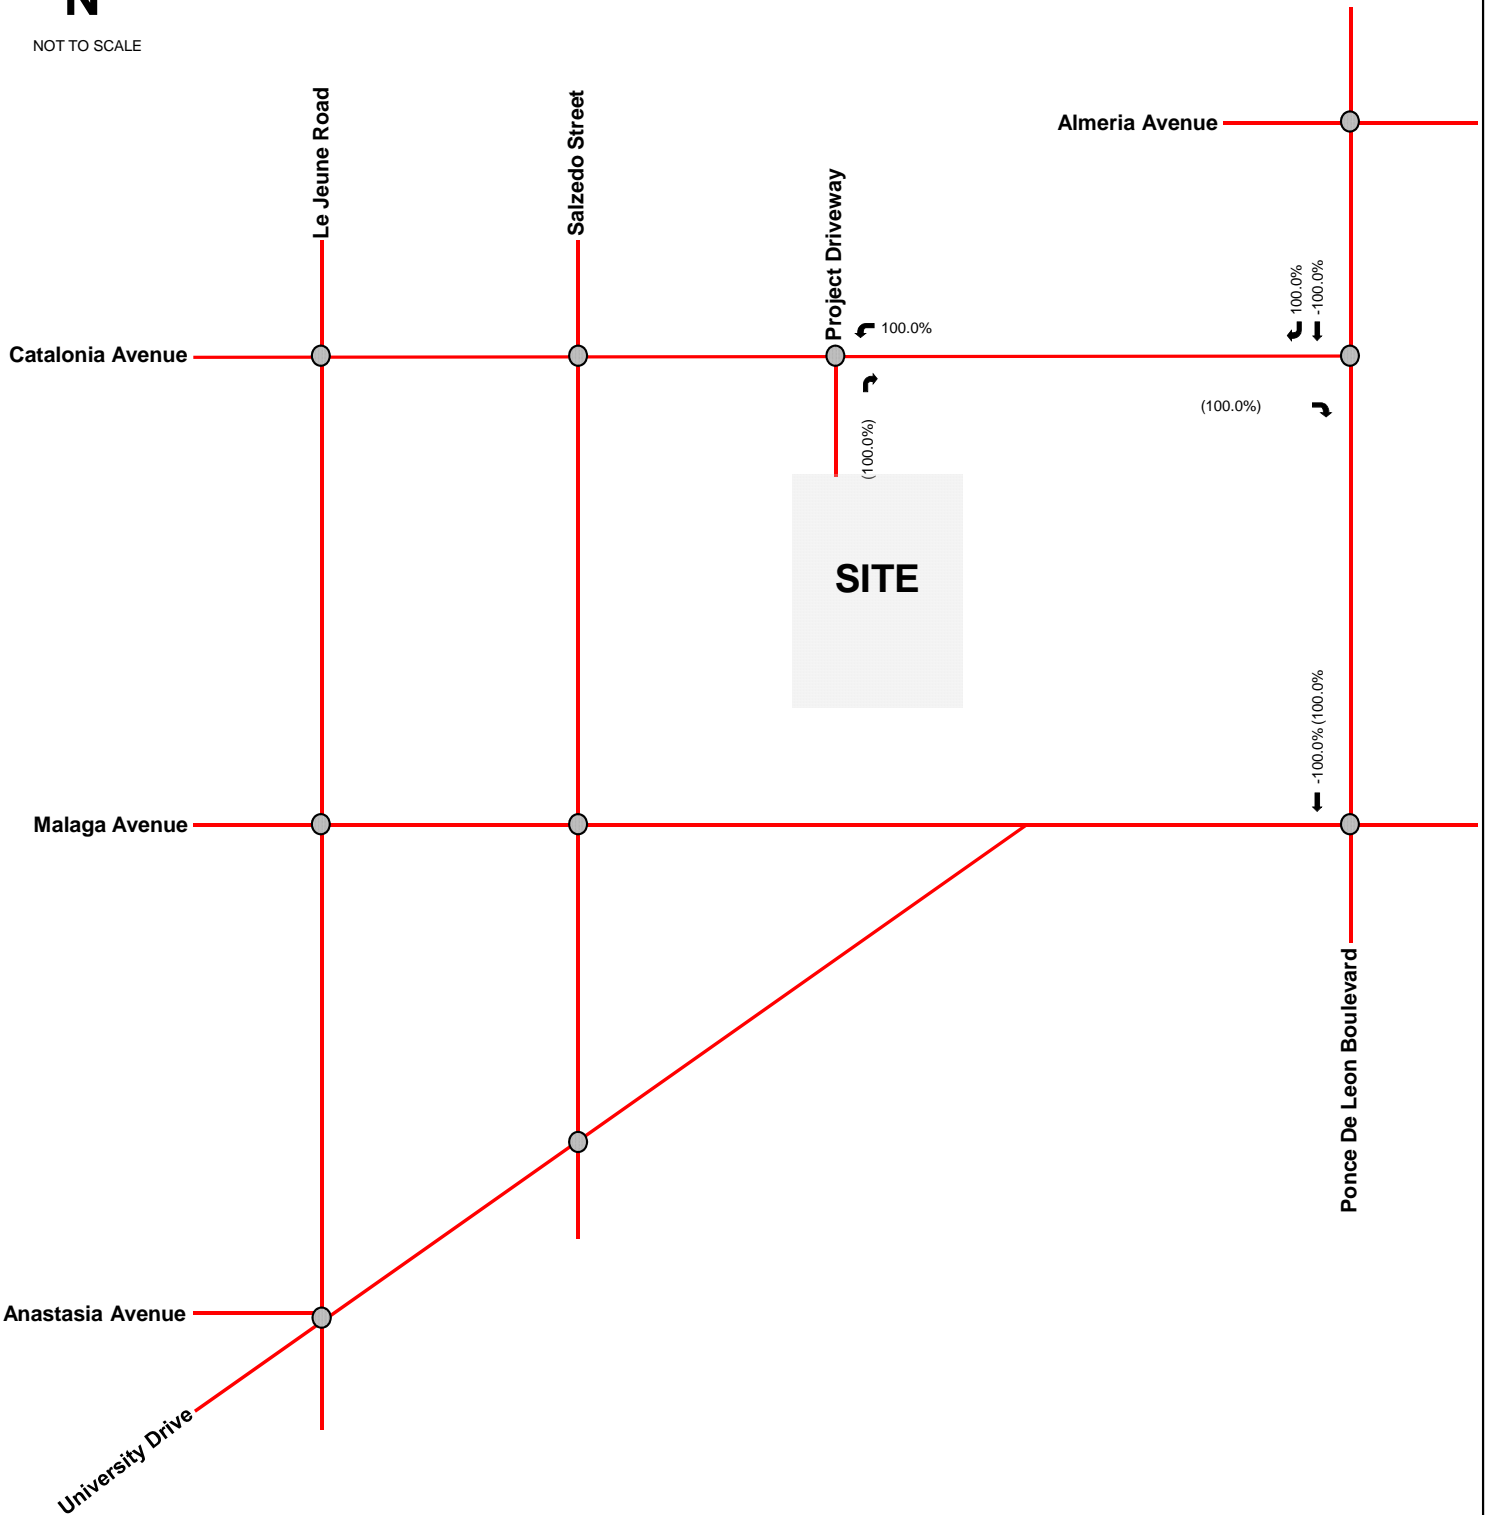 N
NOT TO SCALE
Le Jeune Road
Salzedo Street
Project Driveway
Almeria Avenue
Catalonia Avenue
100.0%
100.0%
-100.0%
(100.0%)
(100.0%)
SITE
-100.0% (100.0%
Malaga Avenue
Ponce De Leon Boulevard
Anastasia Avenue
University Drive